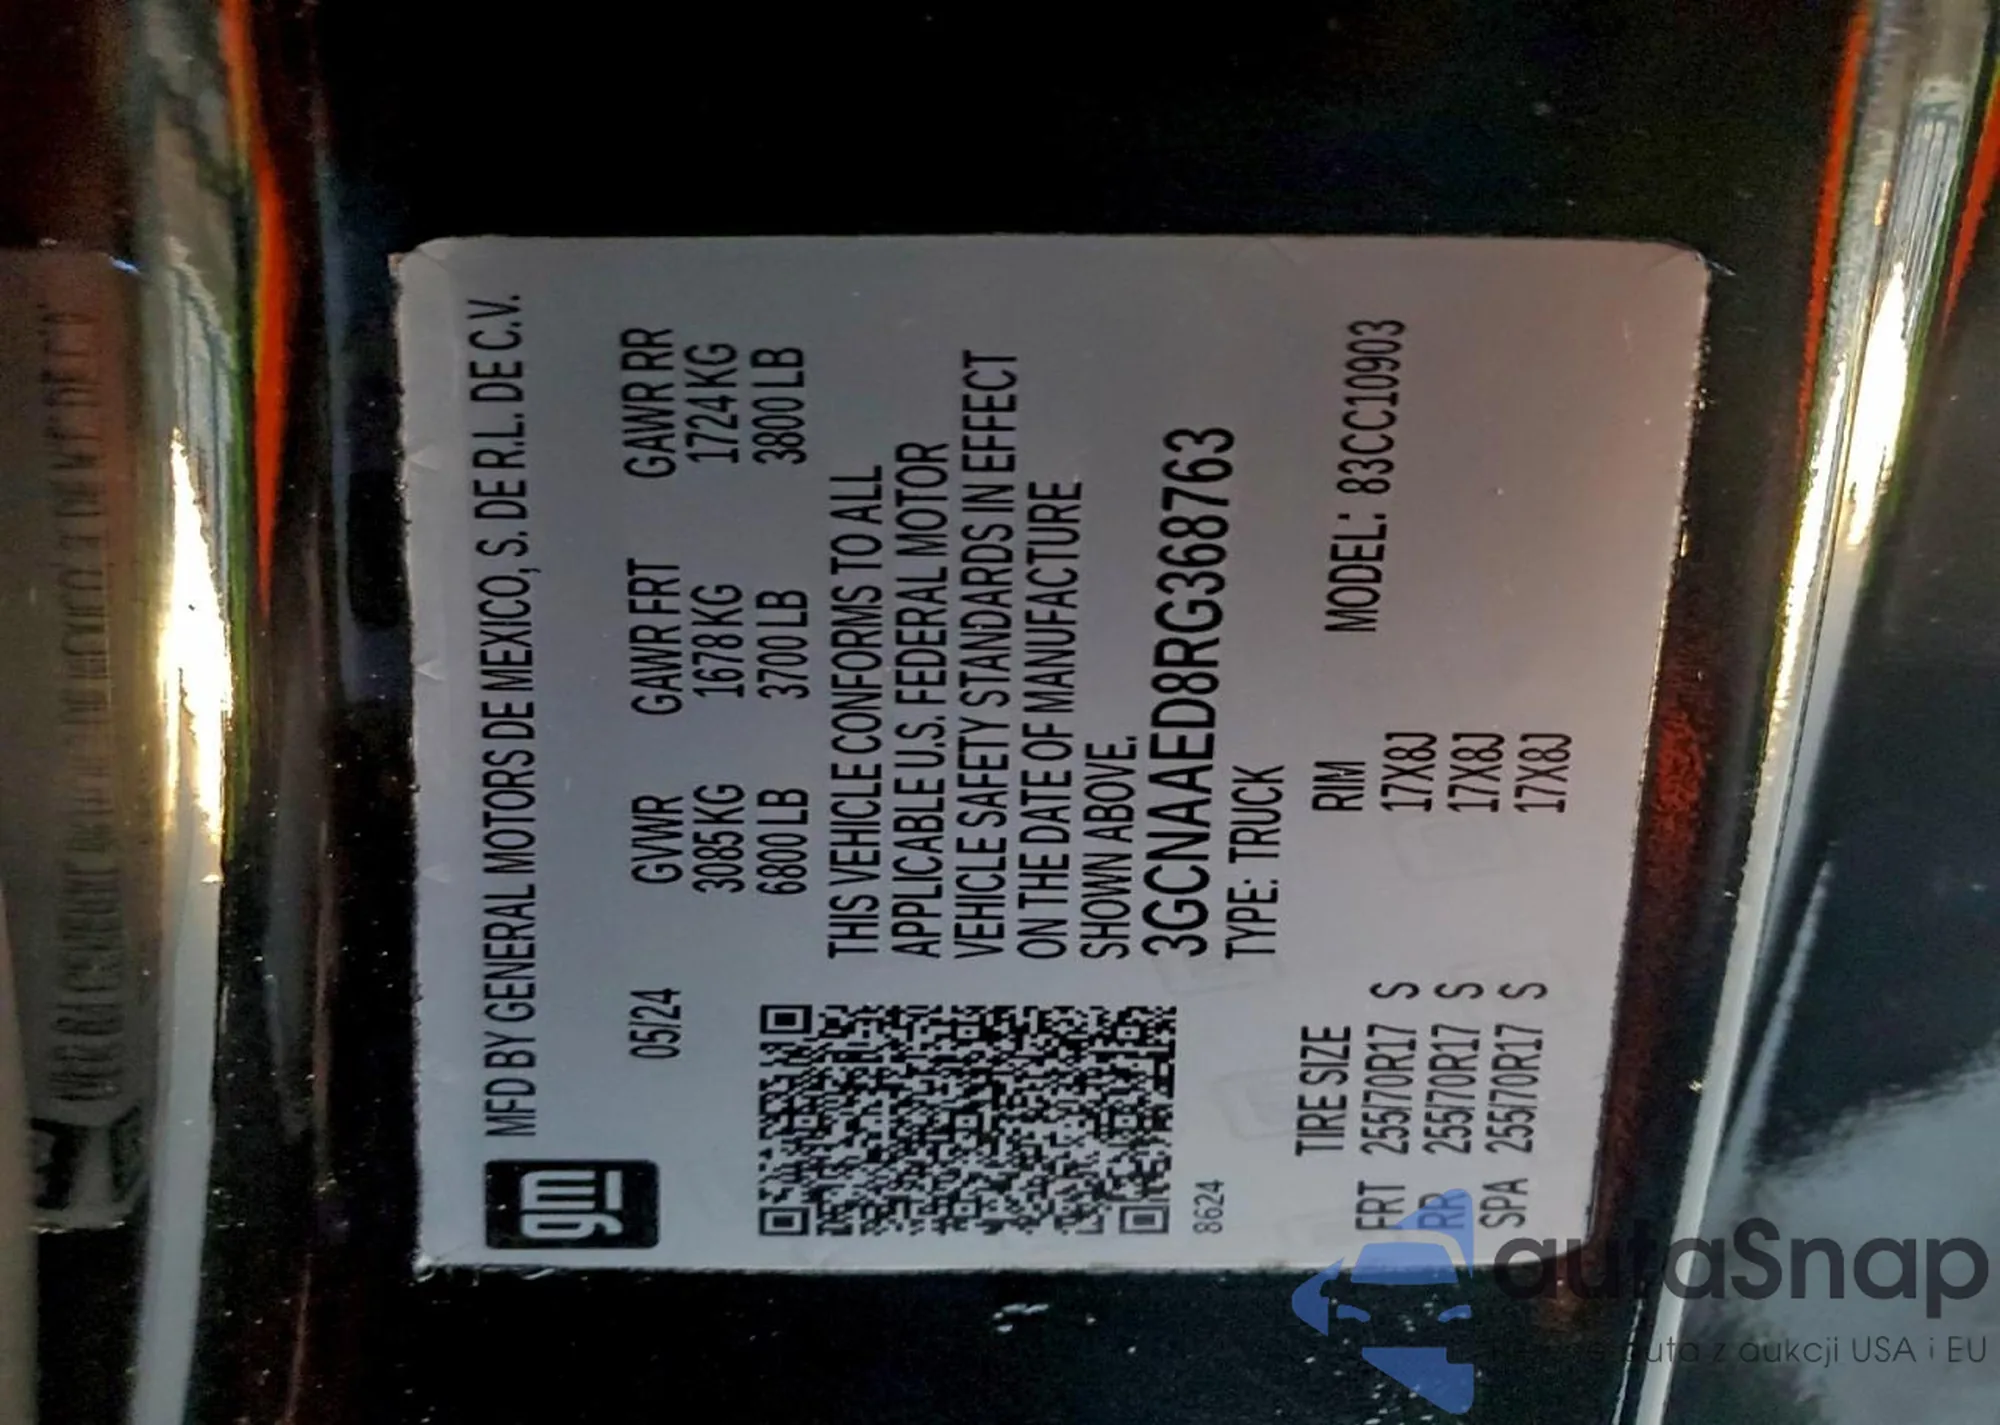 gm MFD BY GENERAL MOTORS DE MEXICO, S. DE R.L. DE C.V.
05/24 GVWR GAWR FRT GAWR RR
3085 KG 1678 KG 1724 KG
6800 LB 3700 LB 3800 LB
THIS VEHICLE CONFORMS TO ALL
APPLICABLE U.S. FEDERAL MOTOR
VEHICLE SAFETY STANDARDS IN EFFECT
ON THE DATE OF MANUFACTURE
SHOWN ABOVE.
3GCNAAED8RG368763
8624 TYPE: TRUCK
TIRE SIZE RIM MODEL: 83CC10903
FRT 255/70R17 S 17X8J
RR 255/70R17 S 17X8J
SPA 255/70R17 S 17X8J
autaSnap
auta z aukcji USA i EU